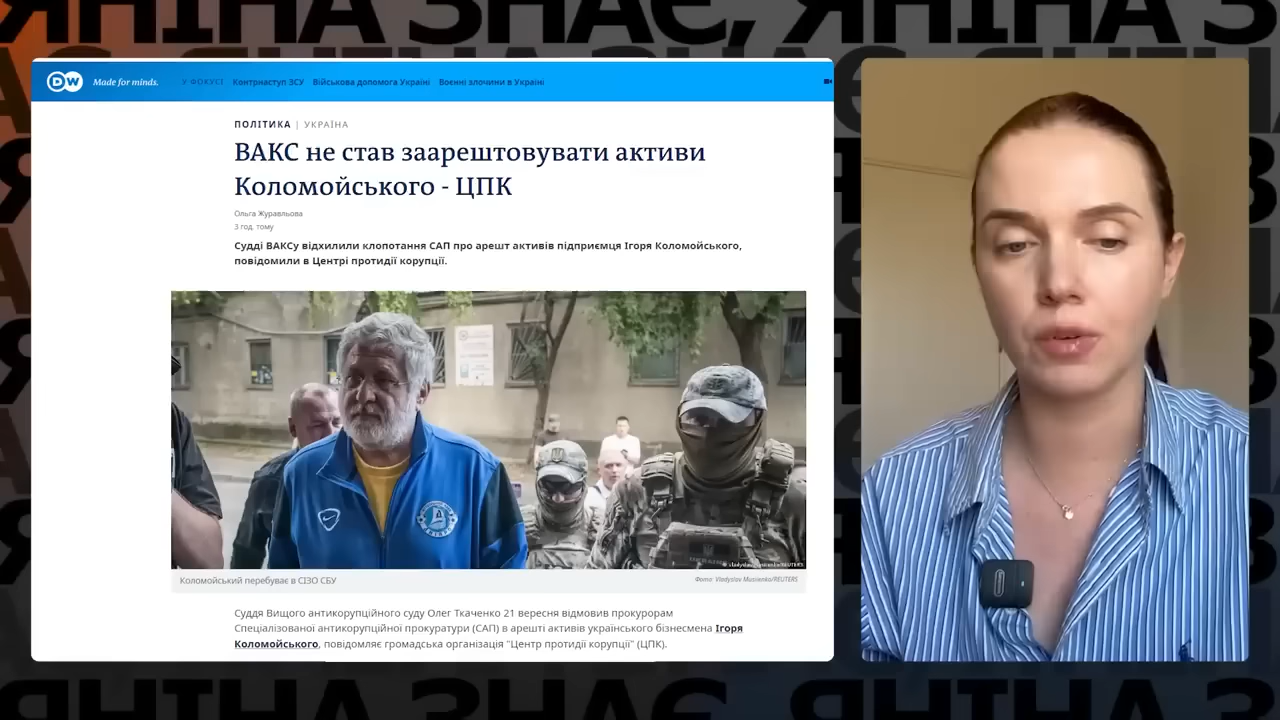 ЯНІНА ЗНАЄ, ЯНІНА З
DW Made for minds. У ФОКУСІ Контрнаступ ЗСУ Військова допомога Україні Воєнні злочини в Україні
ПОЛІТИКА | УКРАЇНА
ВАКС не став заарештовувати активи
Коломойського - ЦПК
Ольга Журавльова
3 год. тому
Судді ВАКСу відхилили клопотання САП про арешт активів підприємця Ігоря Коломойського,
повідомили в Центрі протидії корупції.
Коломойський перебуває в СІЗО СБУ
Фото: Vladyslav Musiienko/REUTERS
Суддя Вищого антикорупційного суду Олег Ткаченко 21 вересня відмовив прокурорам
Спеціалізованої антикорупційної прокуратури (САП) в арешті активів українського бізнесмена Ігоря
Коломойського, повідомляє громадська організація "Центр протидії корупції" (ЦПК).
ЯНІНА ЗНАЄ, ЯНІНА З